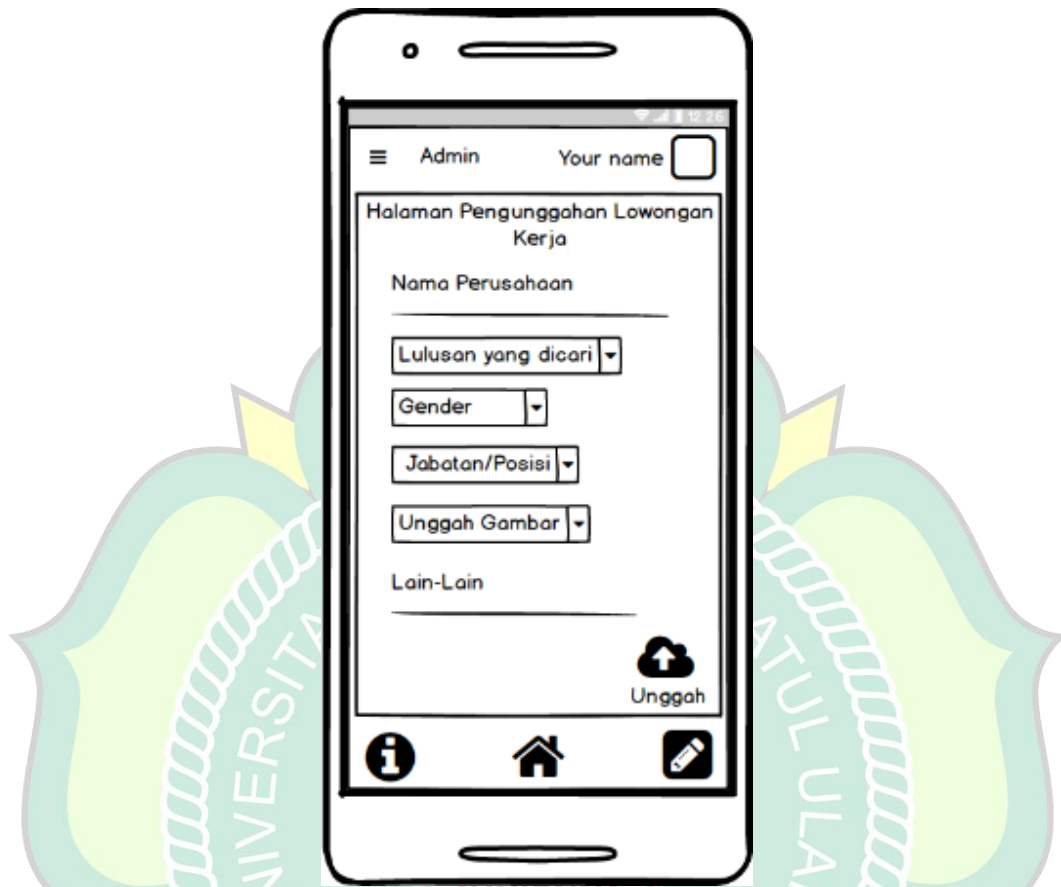 12.26
Admin
Your name
Halaman Pengunggahan Lowongan
Kerja
Nama Perusahaan
Lulusan yang dicari
Gender
Jabatan/Posisi
Unggah Gambar
Lain-Lain
Unggah